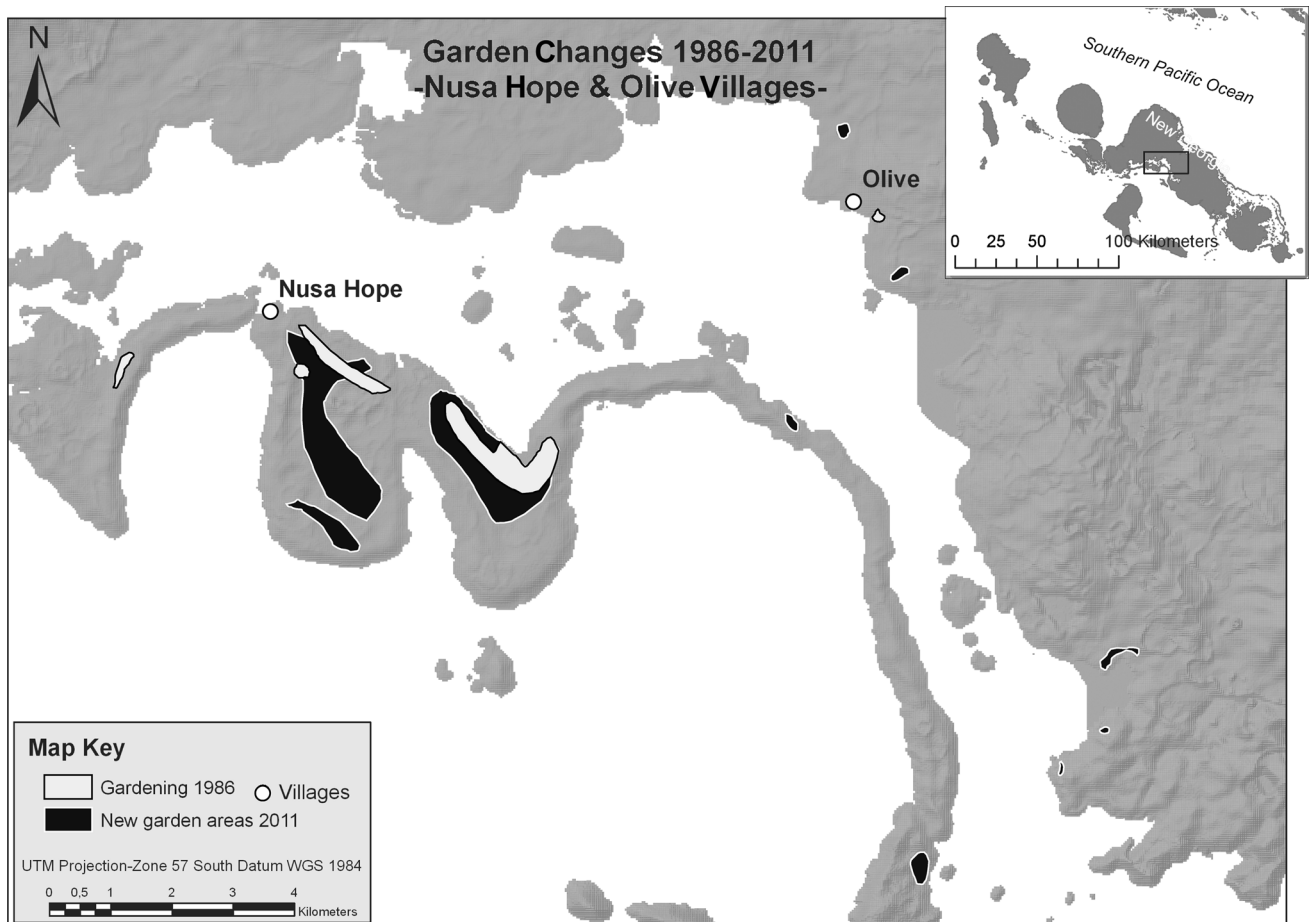 N
Garden Changes 1986-2011
-Nusa Hope & Olive Villages-
Southern Pacific Ocean
New Georg
0 25 50 100 Kilometers
Olive
Nusa Hope
Map Key
Gardening 1986
Villages
New garden areas 2011
UTM Projection-Zone 57 South Datum WGS 1984
0 0,5 1 2 3 4
Kilometers